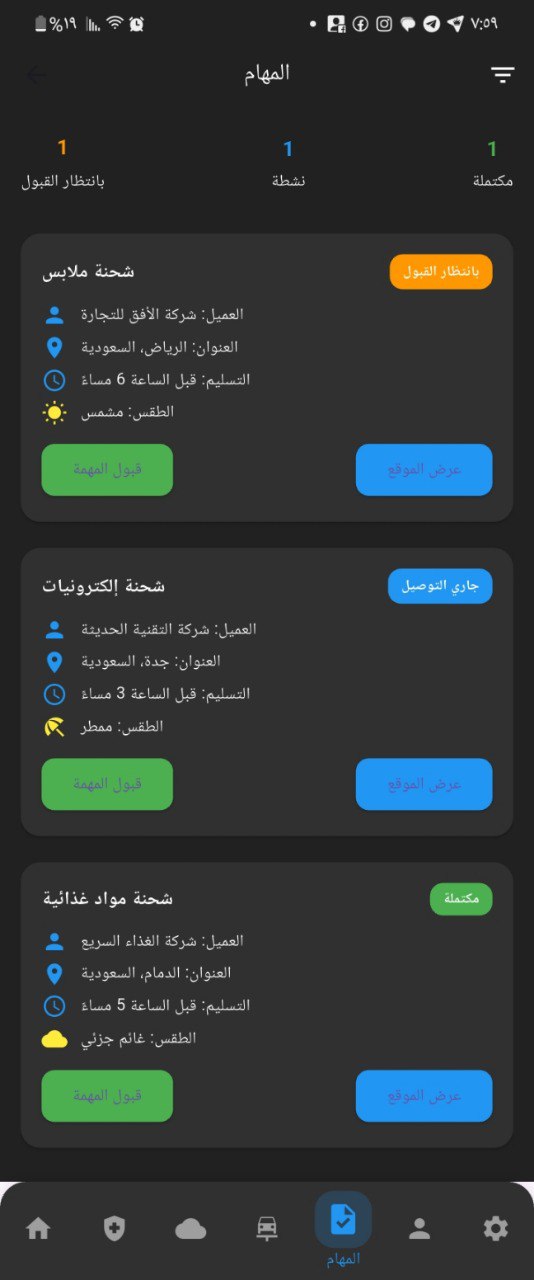 %١٩
٧:٥٩
المهام
1
1
1
بانتظار القبول
نشطة
مكتملة
شحنة ملابس
بانتظار القبول
العميل: شركة الأفق للتجارة
العنوان: الرياض، السعودية
التسليم: قبل الساعة 6 مساءً
الطقس: مشمس
قبول المهمة
عرض الموقع
شحنة إلكترونيات
جاري التوصيل
العميل: شركة التقنية الحديثة
العنوان: جدة، السعودية
التسليم: قبل الساعة 3 مساءً
الطقس: ممطر
قبول المهمة
عرض الموقع
شحنة مواد غذائية
مكتملة
العميل: شركة الغذاء السريع
العنوان: الدمام، السعودية
التسليم: قبل الساعة 5 مساءً
الطقس: غائم جزئي
قبول المهمة
عرض الموقع
المهام